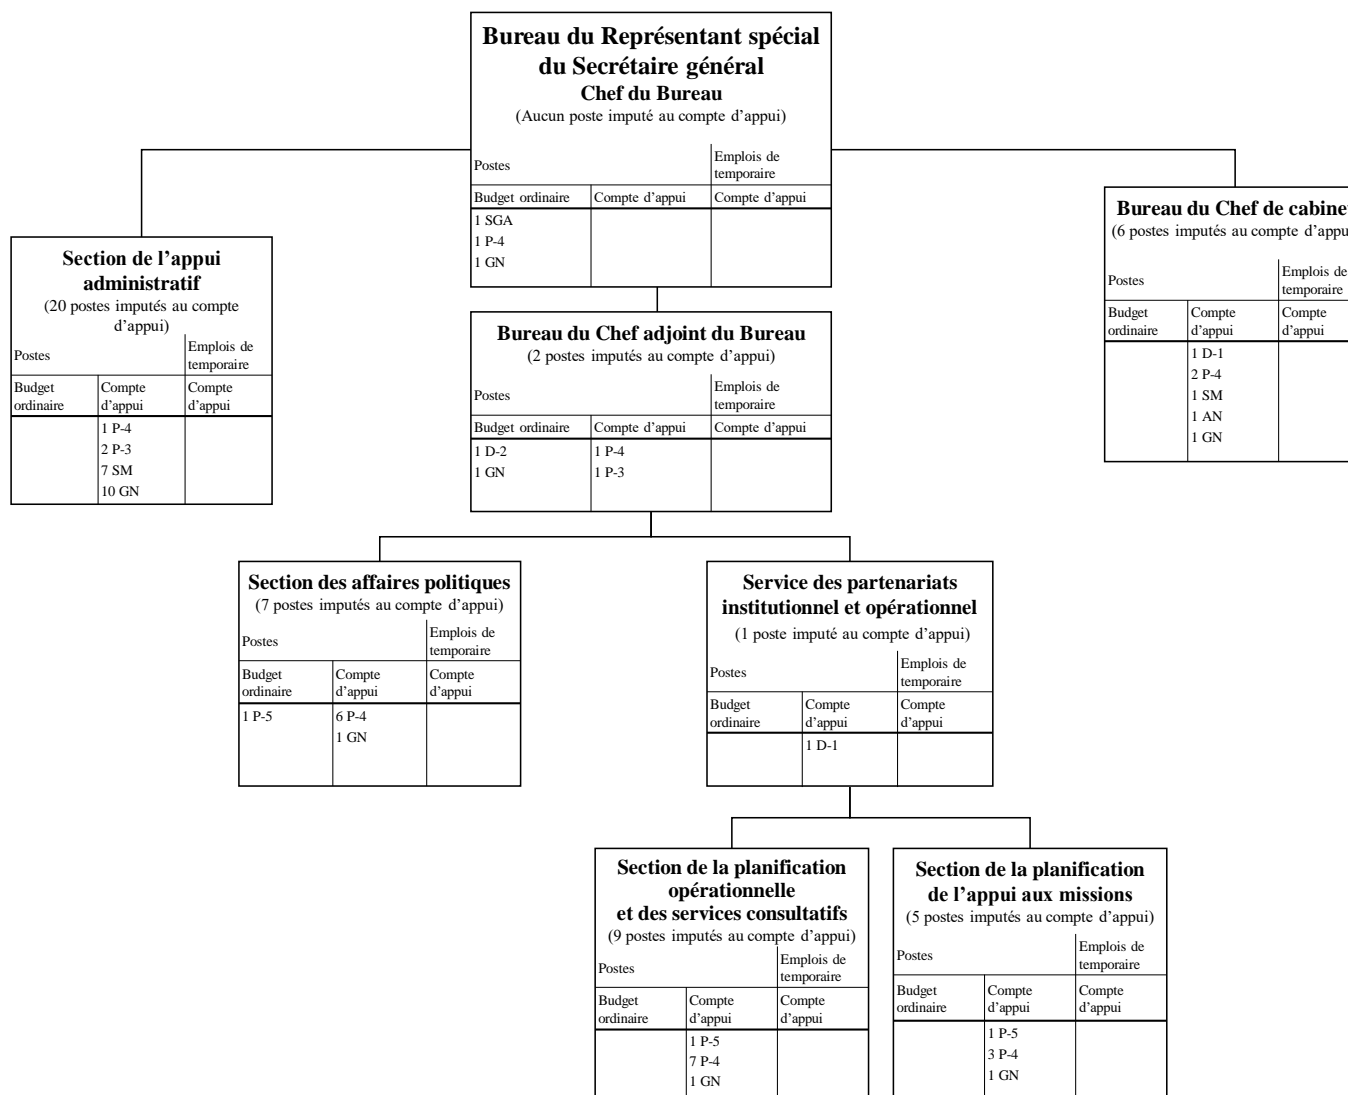 Bureau du Représentant spécial
du Secrétaire général
Chef du Bureau
(Aucun poste imputé au compte d'appui)
Postes
Emplois de
temporaire
Budget ordinaire
Compte d'appui
Compte d'appui
1 SGA
1 P-4
1 GN
Section de l'appui
administratif
(20 postes imputés au compte
d'appui)
Postes
Emplois de
temporaire
Budget
ordinaire
Compte
d'appui
Compte
d'appui
1 P-4
2 P-3
7 SM
10 GN
Bureau du Chef de cabinet
(6 postes imputés au compte d'appui
Postes
Emplois de
temporaire
Budget
ordinaire
Compte
d'appui
Compte
d'appui
1 D-1
2 P-4
1 SM
1 AN
1 GN
Bureau du Chef adjoint du Bureau
(2 postes imputés au compte d'appui)
Postes
Emplois de
temporaire
Budget ordinaire
Compte d'appui
Compte d'appui
1 D-2
1 GN
1 P-4
1 P-3
Section des affaires politiques
(7 postes imputés au compte d'appui)
Postes
Emplois de
temporaire
Budget
ordinaire
Compte
d'appui
Compte
d'appui
1 P-5
6 P-4
1 GN
Service des partenariats
institutionnel et opérationnel
(1 poste imputé au compte d'appui)
Postes
Emplois de
temporaire
Budget
ordinaire
Compte
d'appui
Compte
d'appui
1 D-1
Section de la planification
opérationnelle
et des services consultatifs
(9 postes imputés au compte d'appui)
Postes
Emplois de
temporaire
Budget
ordinaire
Compte
d'appui
Compte
d'appui
1 P-5
7 P-4
1 GN
Section de la planification
de l'appui aux missions
(5 postes imputés au compte d'appui)
Postes
Emplois de
temporaire
Budget
ordinaire
Compte
d'appui
Compte
d'appui
1 P-5
3 P-4
1 GN